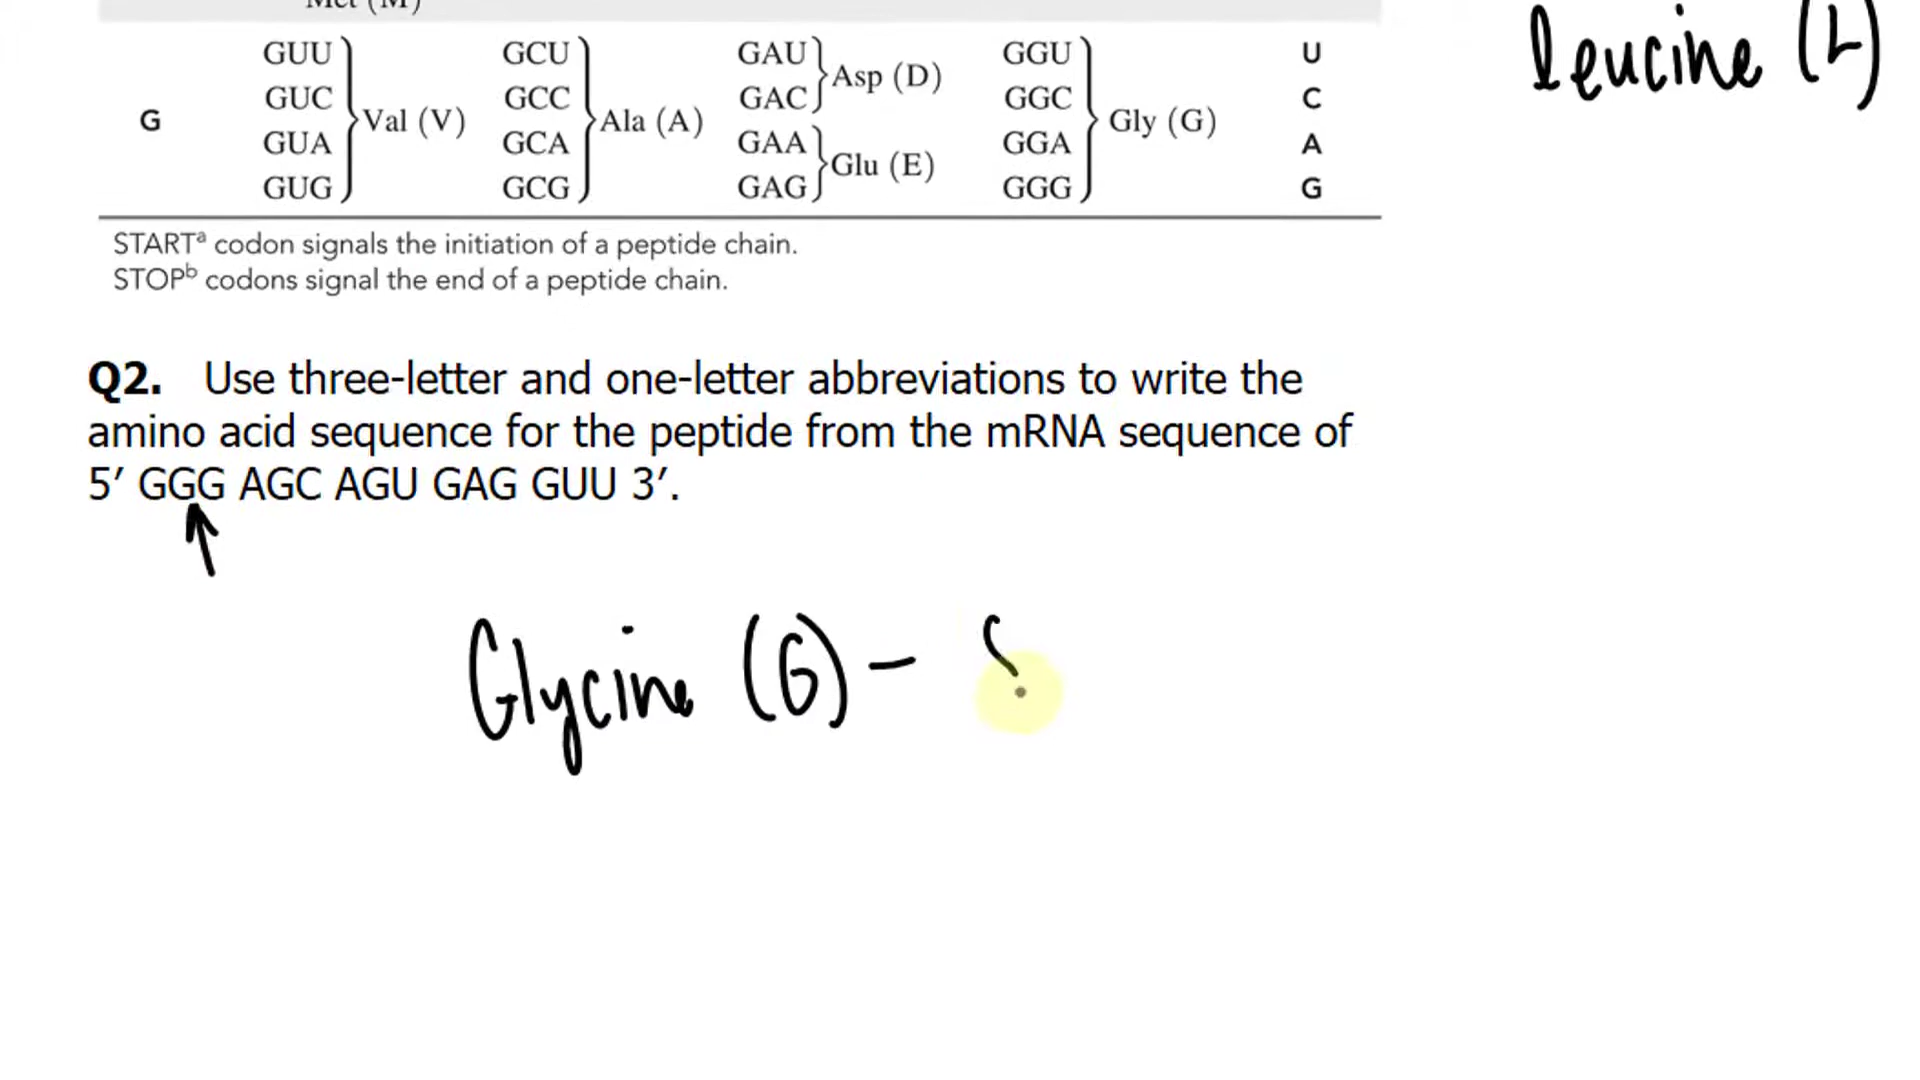 Met (M)
leucine (L)
GUU GCU GAU GGU U
GUC GCC GAC Asp (D) GGC C
G Val (V) Ala (A) Gly (G)
GUA GCA GAA GGA A
GUG GCG GAG Glu (E) GGG G
STARTᵃ codon signals the initiation of a peptide chain.
STOPᵇ codons signal the end of a peptide chain.
Q2. Use three-letter and one-letter abbreviations to write the
amino acid sequence for the peptide from the mRNA sequence of
5′ GGG AGC AGU GAG GUU 3′.
Glycine (G) –